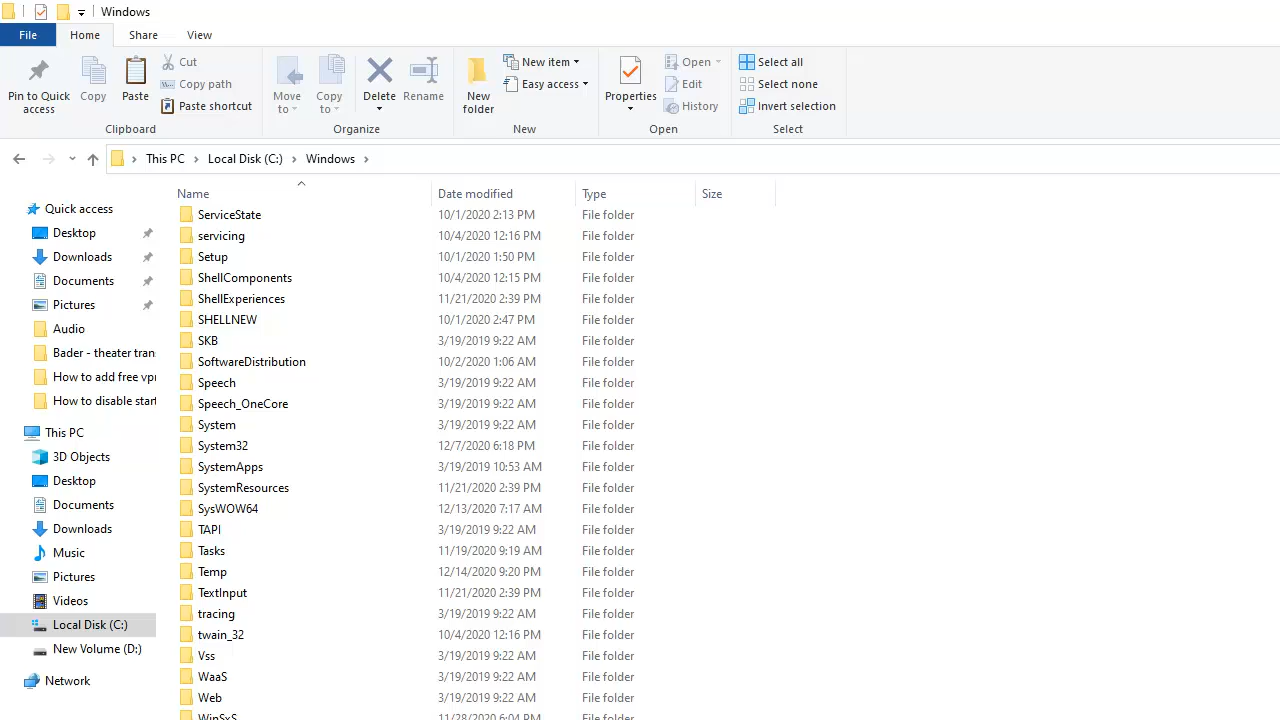 Windows
File Home Share View
Pin to Quick access
Copy
Paste
Cut
Copy path
Paste shortcut
Clipboard
Move to
Copy to
Delete
Rename
Organize
New folder
New item
Easy access
New
Properties
Open
Edit
History
Open
Select all
Select none
Invert selection
Select
This PC > Local Disk (C:) > Windows >
Quick access
Desktop
Downloads
Documents
Pictures
Audio
Bader - theater tran
How to add free vpr
How to disable start
This PC
3D Objects
Desktop
Documents
Downloads
Music
Pictures
Videos
Local Disk (C:)
New Volume (D:)
Network
Name Date modified Type Size
ServiceState 10/1/2020 2:13 PM File folder
servicing 10/4/2020 12:16 PM File folder
Setup 10/1/2020 1:50 PM File folder
ShellComponents 10/4/2020 12:15 PM File folder
ShellExperiences 11/21/2020 2:39 PM File folder
SHELLNEW 10/1/2020 2:47 PM File folder
SKB 3/19/2019 9:22 AM File folder
SoftwareDistribution 10/2/2020 1:06 AM File folder
Speech 3/19/2019 9:22 AM File folder
Speech_OneCore 3/19/2019 9:22 AM File folder
System 3/19/2019 9:22 AM File folder
System32 12/7/2020 6:18 PM File folder
SystemApps 3/19/2019 10:53 AM File folder
SystemResources 11/21/2020 2:39 PM File folder
SysWOW64 12/13/2020 7:17 AM File folder
TAPI 3/19/2019 9:22 AM File folder
Tasks 11/19/2020 9:19 AM File folder
Temp 12/14/2020 9:20 PM File folder
TextInput 11/21/2020 2:39 PM File folder
tracing 3/19/2019 9:22 AM File folder
twain_32 10/4/2020 12:16 PM File folder
Vss 3/19/2019 9:22 AM File folder
WaaS 3/19/2019 9:22 AM File folder
Web 3/19/2019 9:22 AM File folder
WinSxS 11/28/2020 6:04 PM File folder